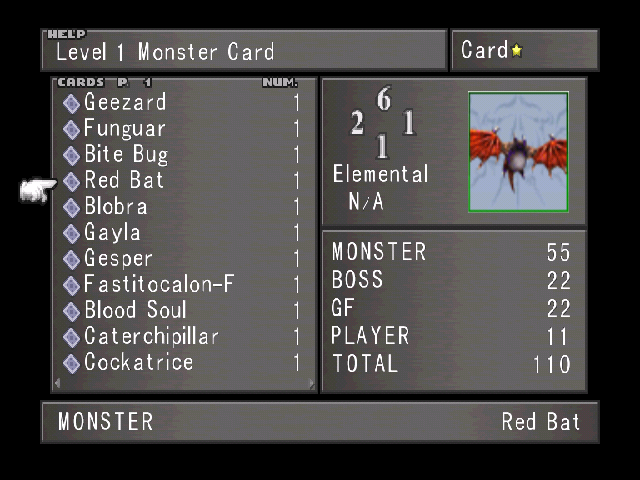 HELP
Level 1 Monster Card
Card
CARDS P. 1 NUM.
Geezard 1
Funguar 1
Bite Bug 1
Red Bat 1
Blobra 1
Gayla 1
Gesper 1
Fastitocalon-F 1
Blood Soul 1
Caterchipillar 1
Cockatrice 1
6
2 1
1
Elemental
N/A
MONSTER 55
BOSS 22
GF 22
PLAYER 11
TOTAL 110
MONSTER Red Bat